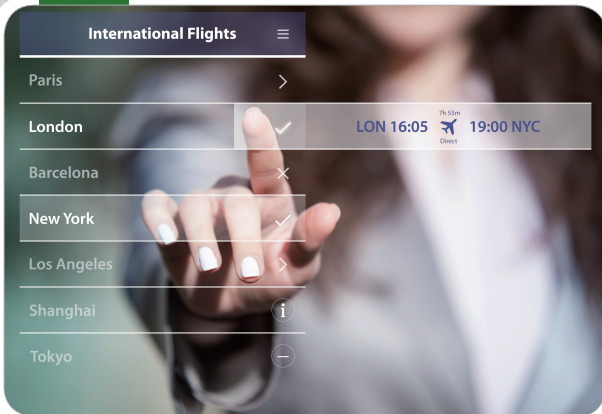 International Flights
Paris
London
7h 55m
LON 16:05 19:00 NYC
Direct
Barcelona
New York
Los Angeles
Shanghai
i
Tokyo